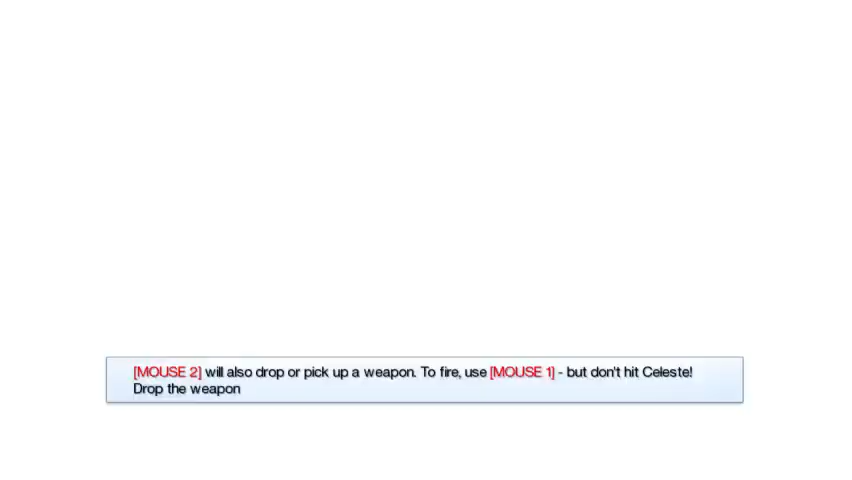 [MOUSE 2] will also drop or pick up a weapon. To fire, use [MOUSE 1] - but don't hit Celeste!
Drop the weapon